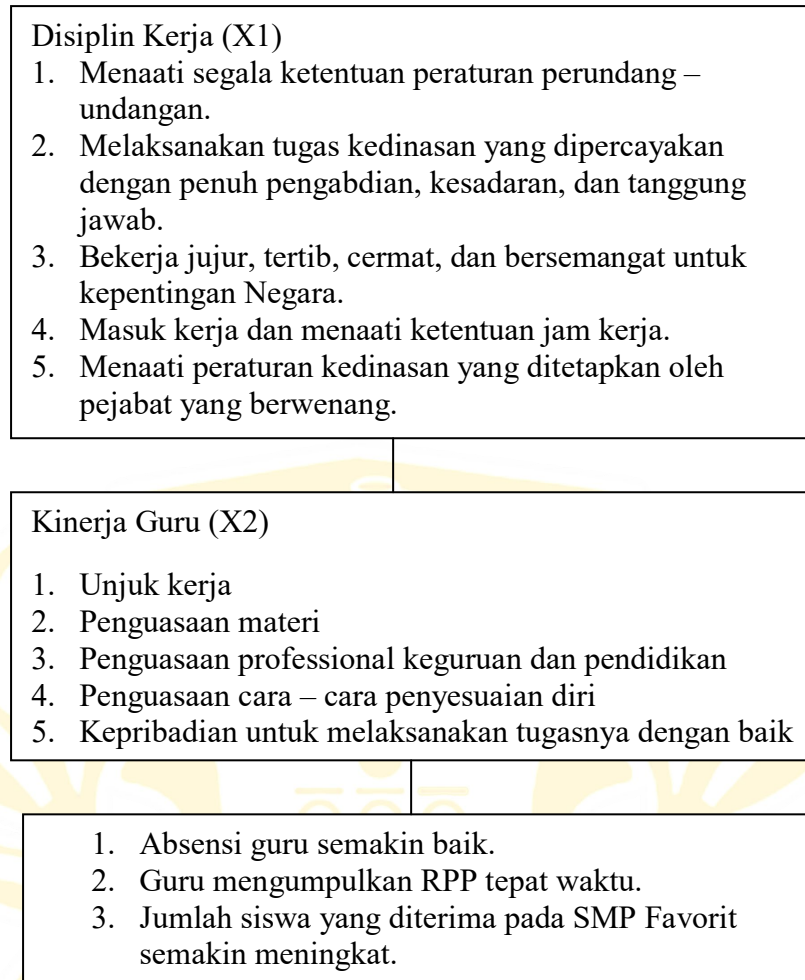 Disiplin Kerja (X1)
1. Menaati segala ketentuan peraturan perundang –
undangan.
2. Melaksanakan tugas kedinasan yang dipercayakan
dengan penuh pengabdian, kesadaran, dan tanggung
jawab.
3. Bekerja jujur, tertib, cermat, dan bersemangat untuk
kepentingan Negara.
4. Masuk kerja dan menaati ketentuan jam kerja.
5. Menaati peraturan kedinasan yang ditetapkan oleh
pejabat yang berwenang.
Kinerja Guru (X2)
1. Unjuk kerja
2. Penguasaan materi
3. Penguasaan professional keguruan dan pendidikan
4. Penguasaan cara – cara penyesuaian diri
5. Kepribadian untuk melaksanakan tugasnya dengan baik
1. Absensi guru semakin baik.
2. Guru mengumpulkan RPP tepat waktu.
3. Jumlah siswa yang diterima pada SMP Favorit
semakin meningkat.